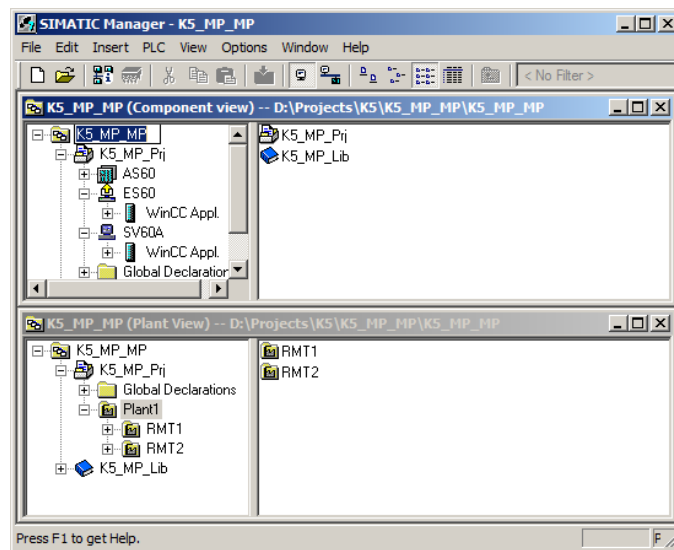 SIMATIC Manager - K5_MP_MP
File Edit Insert PLC View Options Window Help
< No Filter >
K5_MP_MP (Component view) -- D:\Projects\K5\K5_MP_MP\K5_MP_MP
K5_MP_MP
K5_MP_Prj
AS60
ES60
WinCC Appl.
SV60A
WinCC Appl.
Global Declaration
K5_MP_Prj
K5_MP_Lib
K5_MP_MP (Plant View) -- D:\Projects\K5\K5_MP_MP\K5_MP_MP
K5_MP_MP
K5_MP_Prj
Global Declarations
Plant1
RMT1
RMT2
K5_MP_Lib
RMT1
RMT2
Press F1 to get Help.
F